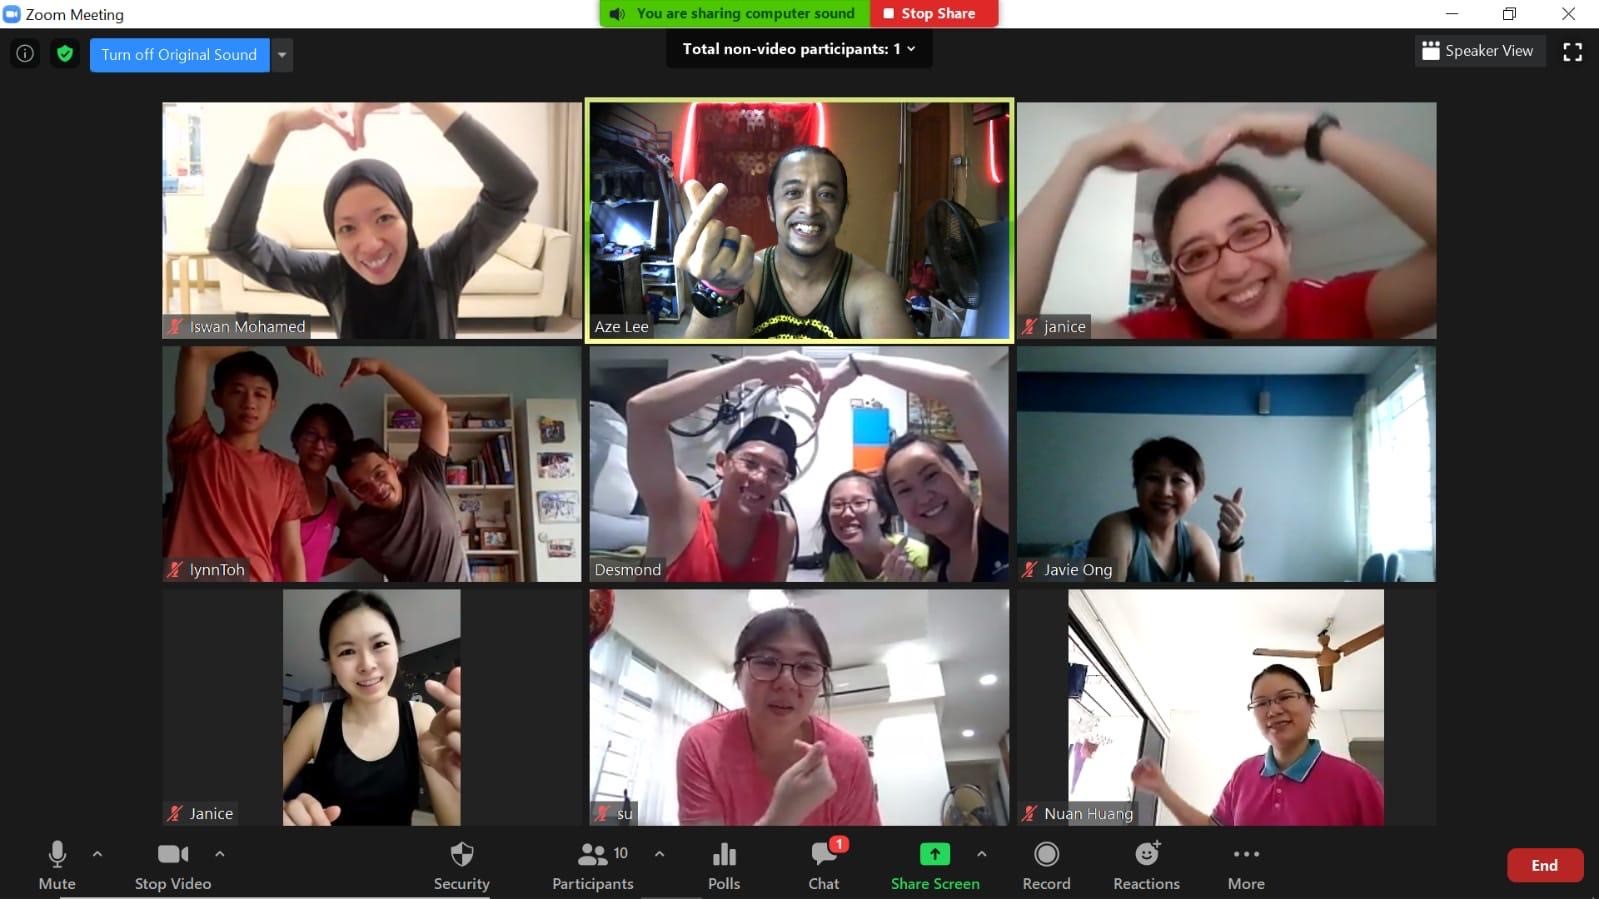 Zoom Meeting
You are sharing computer sound
Stop Share
Turn off Original Sound
Total non-video participants: 1
Speaker View
Iswan Mohamed
Aze Lee
janice
lynnToh
Desmond
Javie Ong
Janice
su
Nuan Huang
Mute
Stop Video
Security
10
Participants
Polls
1
Chat
Share Screen
Record
Reactions
More
End